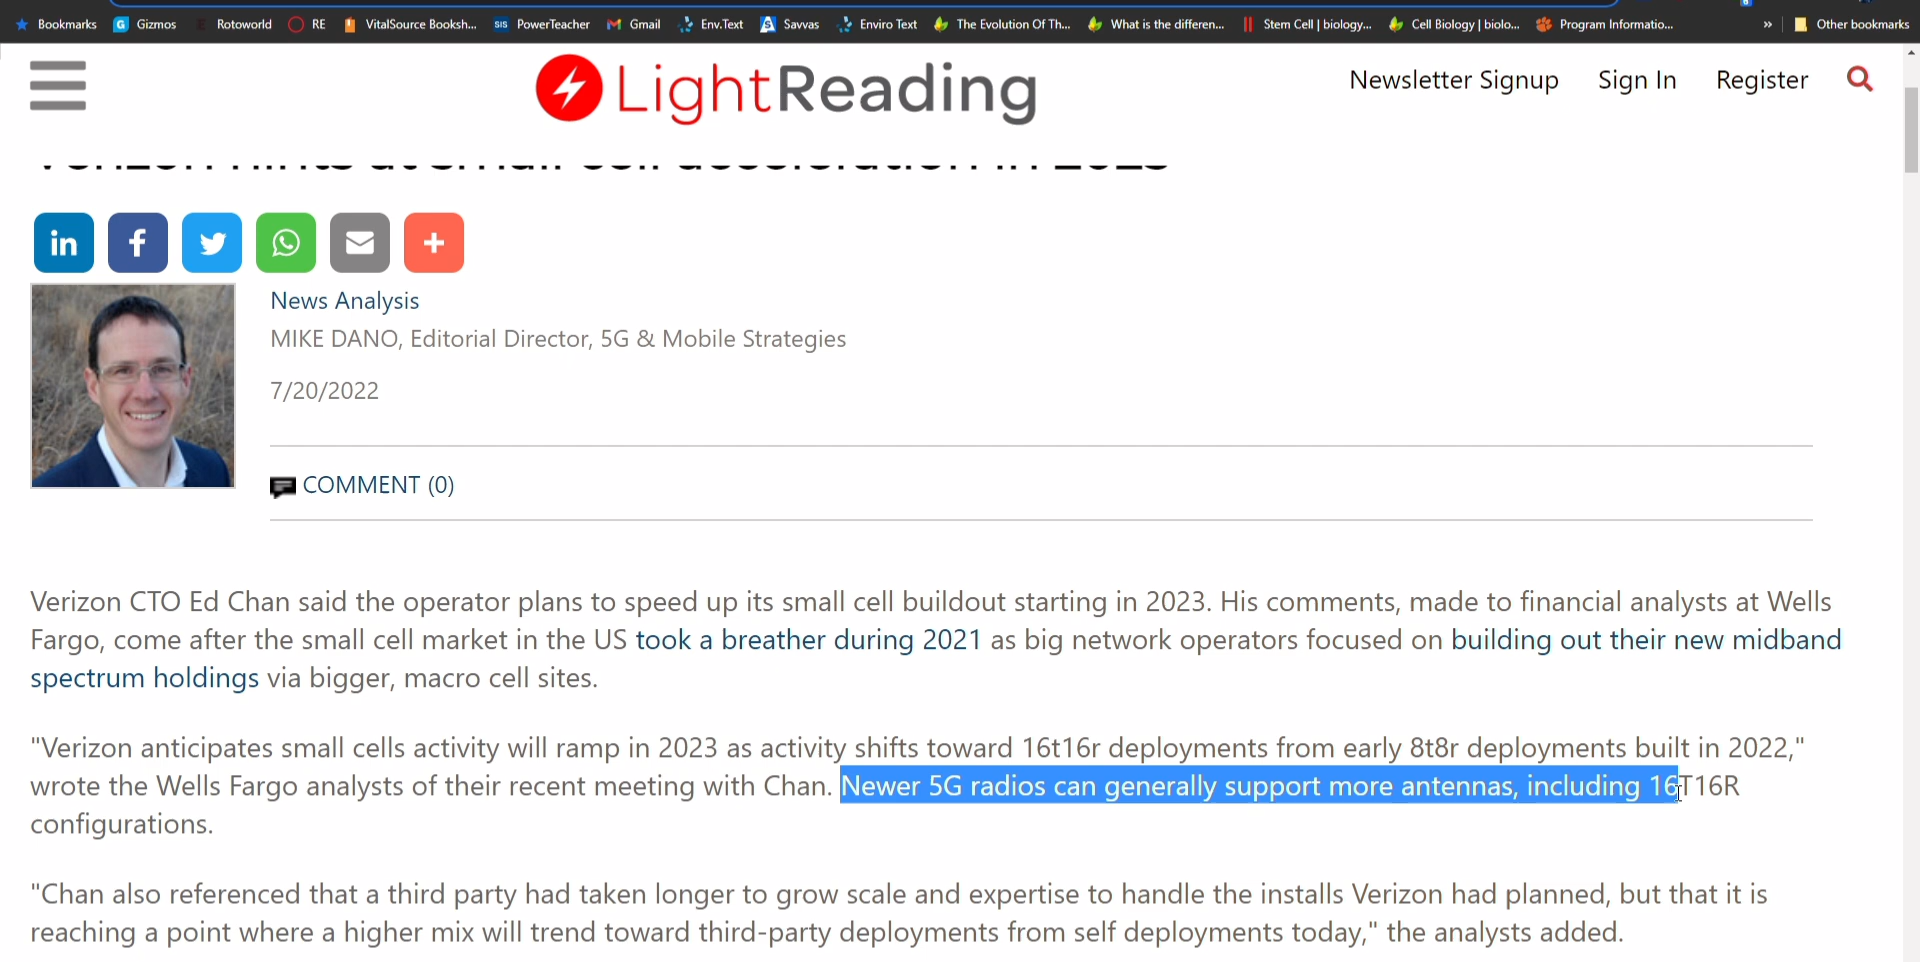 Bookmarks Gizmos Rotoworld RE VitalSource Booksh... SIS PowerTeacher Gmail Env.Text Savvas Enviro Text The Evolution Of Th... What is the differen... Stem Cell | biology... Cell Biology | biolo... Program Informatio... » Other bookmarks
LightReading Newsletter Signup Sign In Register
Verizon hints at small cell acceleration in 2023
in f +
News Analysis
MIKE DANO, Editorial Director, 5G & Mobile Strategies
7/20/2022
COMMENT (0)
Verizon CTO Ed Chan said the operator plans to speed up its small cell buildout starting in 2023. His comments, made to financial analysts at Wells
Fargo, come after the small cell market in the US took a breather during 2021 as big network operators focused on building out their new midband
spectrum holdings via bigger, macro cell sites.
"Verizon anticipates small cells activity will ramp in 2023 as activity shifts toward 16t16r deployments from early 8t8r deployments built in 2022,"
wrote the Wells Fargo analysts of their recent meeting with Chan. Newer 5G radios can generally support more antennas, including 16T16R
configurations.
"Chan also referenced that a third party had taken longer to grow scale and expertise to handle the installs Verizon had planned, but that it is
reaching a point where a higher mix will trend toward third-party deployments from self deployments today," the analysts added.